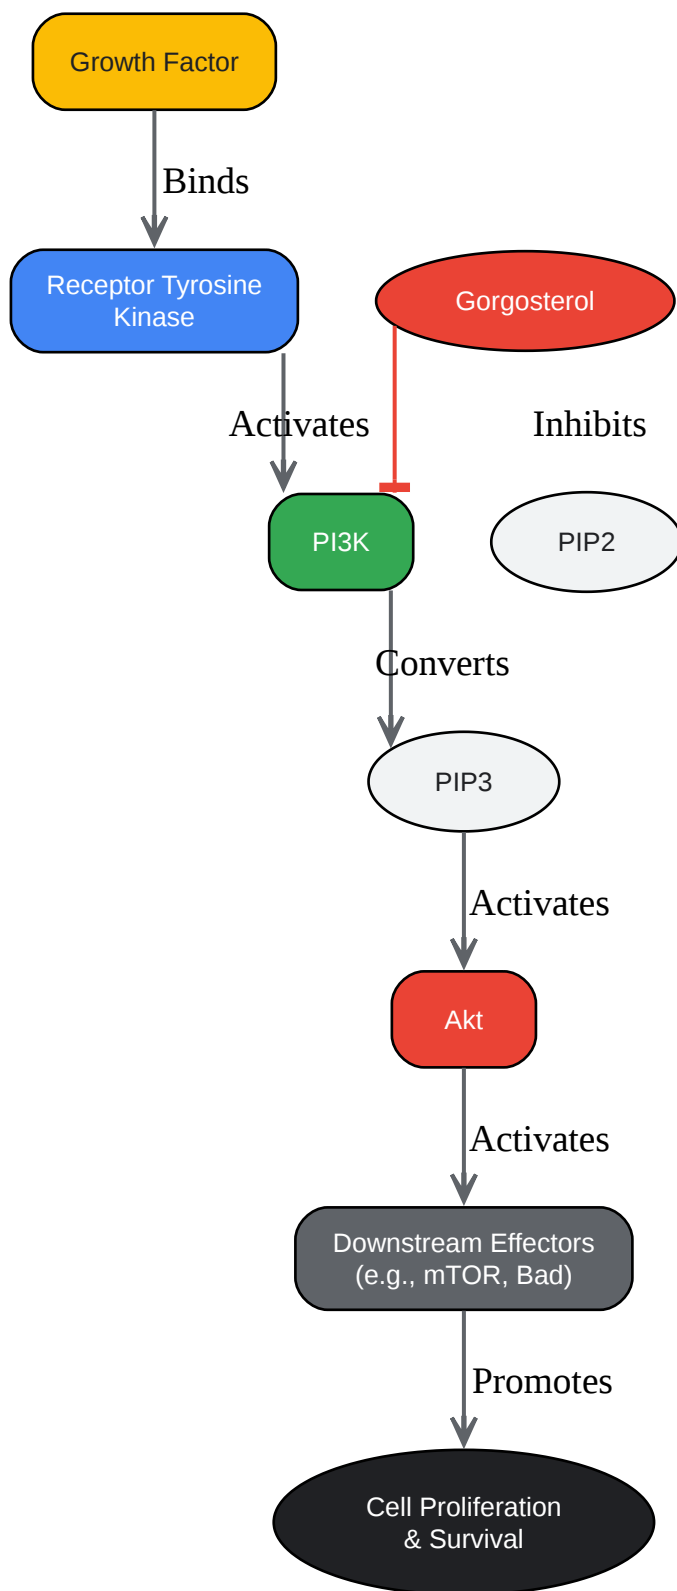 Growth Factor
Binds
Receptor Tyrosine
Kinase
Gorgosterol
Activates
Inhibits
PI3K
PIP2
Converts
PIP3
Activates
Akt
Activates
Downstream Effectors
(e.g., mTOR, Bad)
Promotes
Cell Proliferation
& Survival